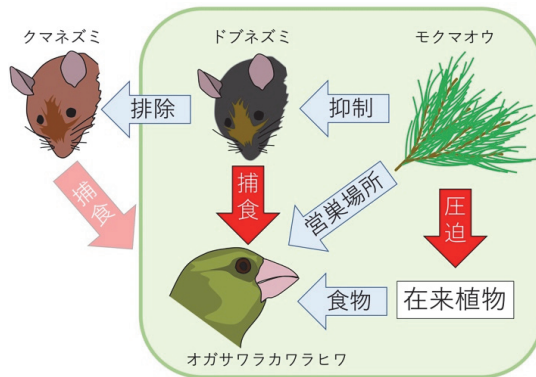 クマネズミ
ドブネズミ
モクマオウ
排除
抑制
捕食
捕食
営巣場所
圧迫
食物
在来植物
オガサワラカワラヒワ